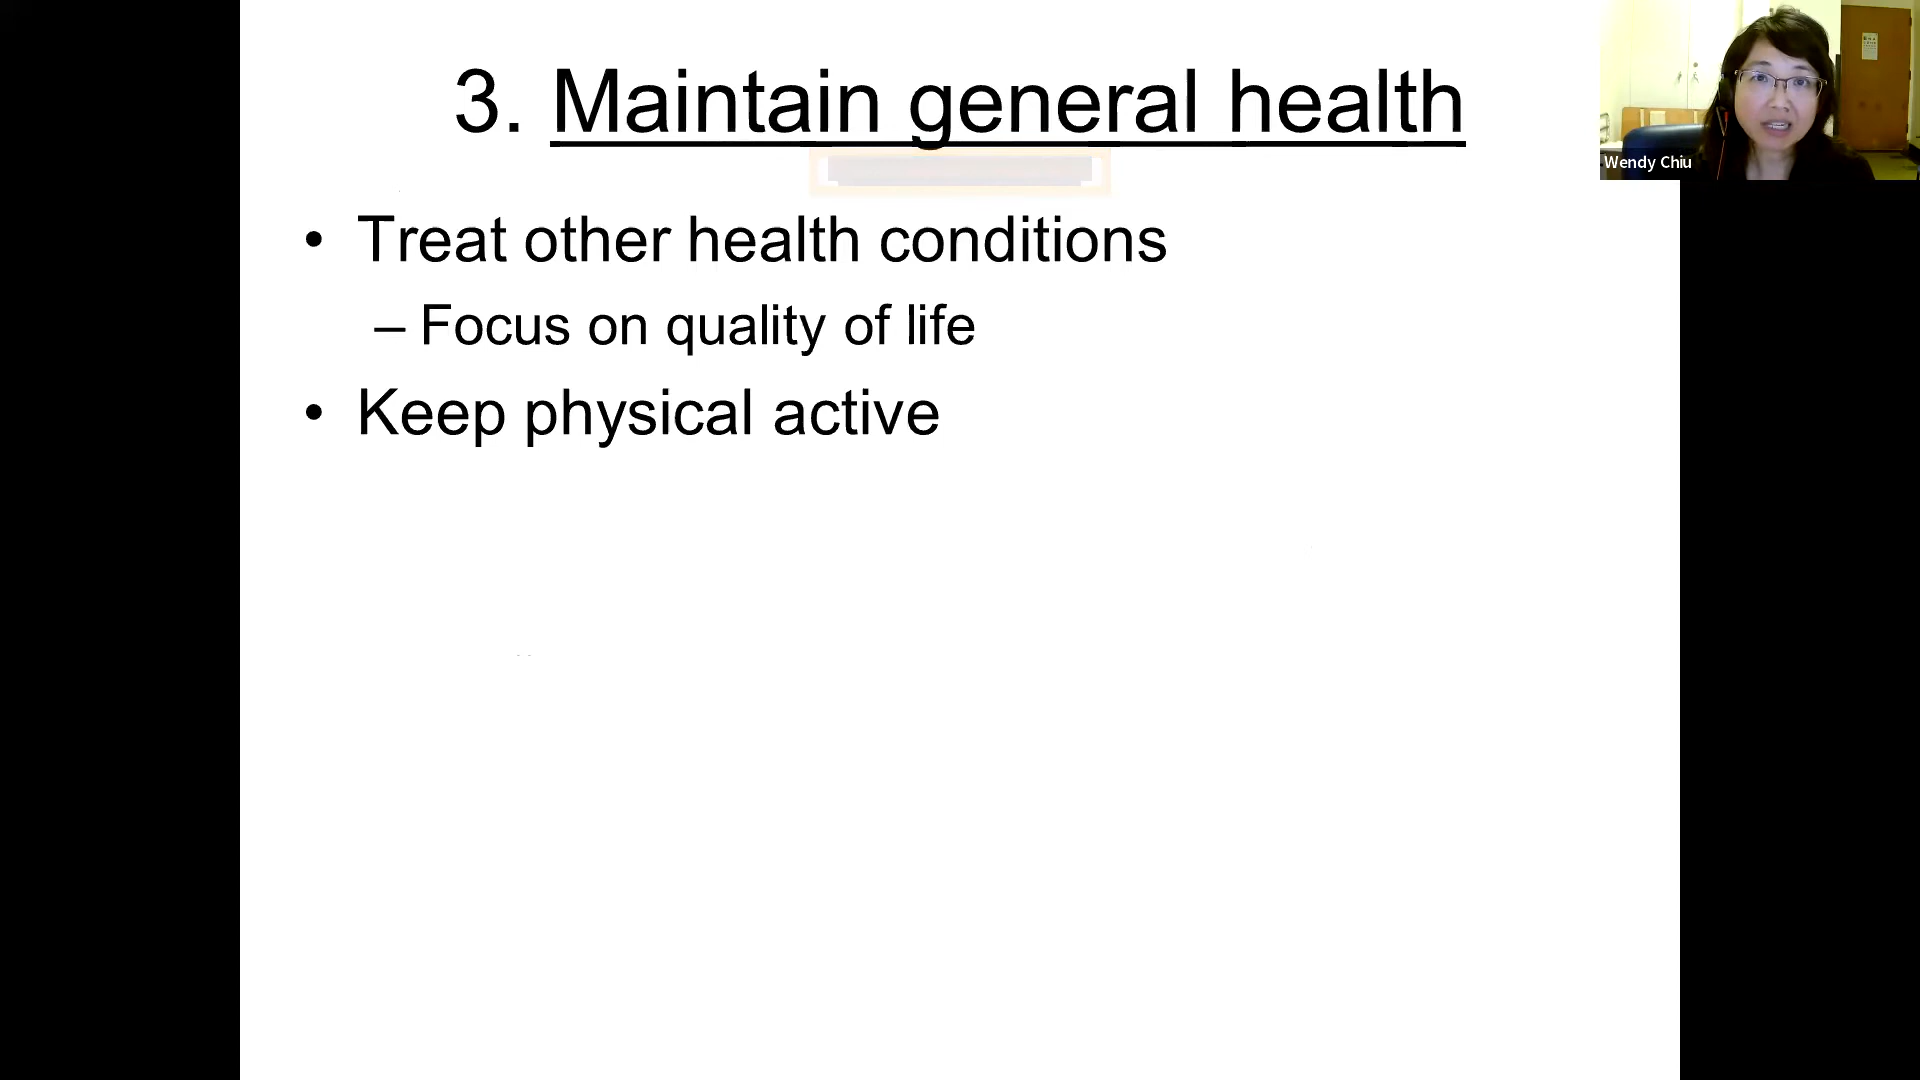 3. Maintain general health
• Treat other health conditions
– Focus on quality of life
• Keep physical active
Wendy Chiu